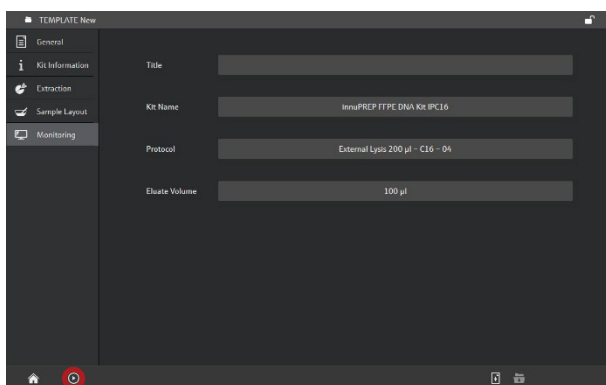 TEMPLATE New
General
Kit Information
Extraction
Sample Layout
Monitoring
Title
Kit Name
InnuPREP FFPE DNA Kit IPC16
Protocol
External Lysis 200 µl – C16 – 04
Eluate Volume
100 µl